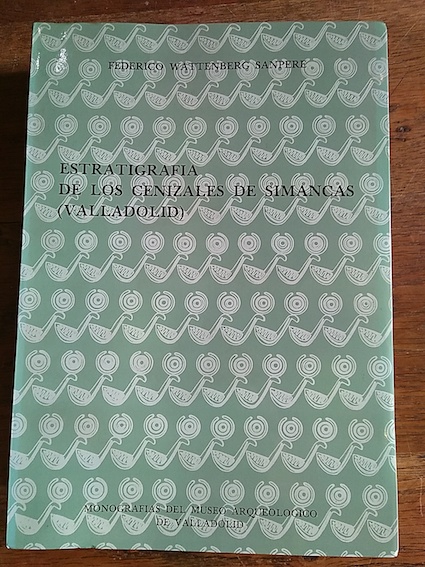 FEDERICO WATTENBERG SANPERE
ESTRATIGRAFIA
DE LOS CENIZALES DE SIMANCAS
(VALLADOLID)
MONOGRAFIAS DEL MUSEO ARQUEOLOGICO
DE VALLADOLID